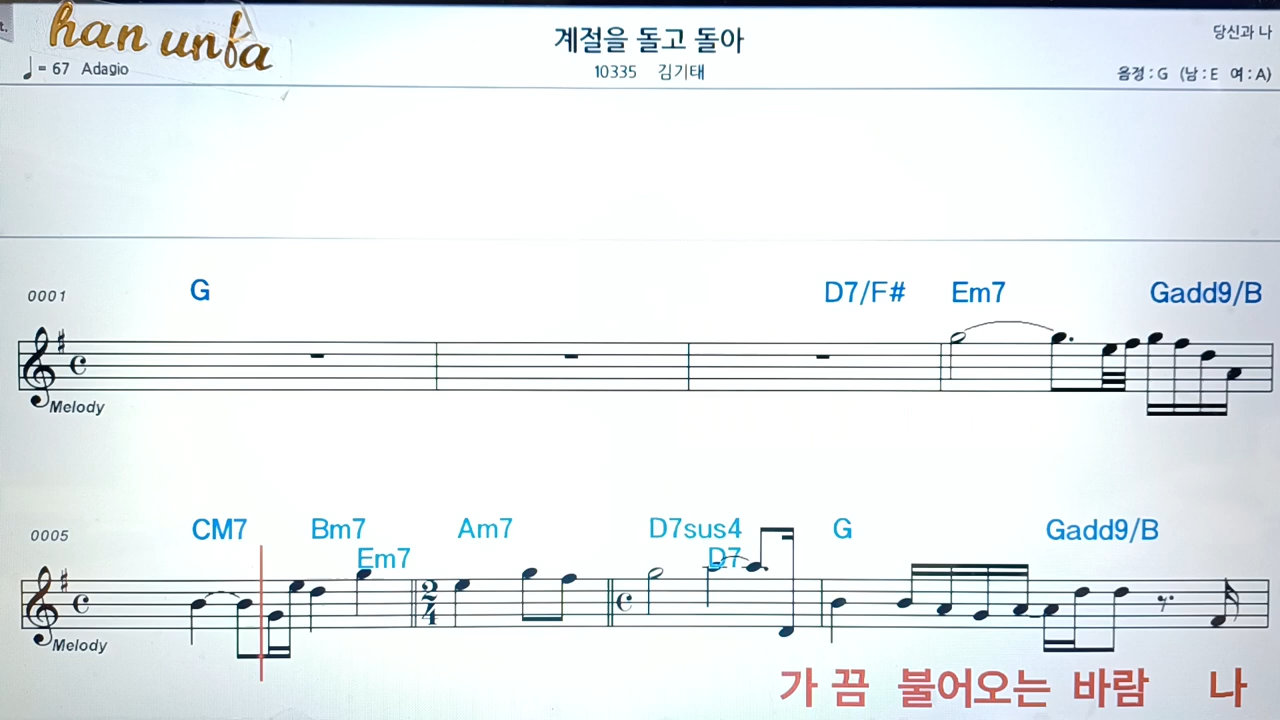 han unfa
계절을 돌고 돌아
당신과 나
♩= 67 Adagio
10335 김기태
음정 : G (남 : E 여 : A)
0001 G D7/F# Em7 Gadd9/B
Melody
0005 CM7 Bm7 Em7 Am7 D7sus4 D7 G Gadd9/B
2/4
Melody
가 끔 불어오는 바람 나